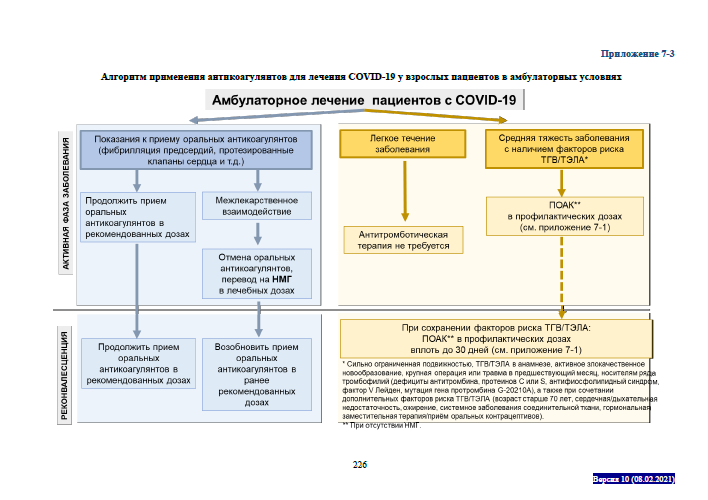 Приложение 7-3
Алгоритм применения антикоагулянтов для лечения COVID-19 у взрослых пациентов в амбулаторных условиях
Амбулаторное лечение пациентов с COVID-19
АКТИВНАЯ ФАЗА ЗАБОЛЕВАНИЯ
Показания к приему оральных антикоагулянтов
(фибрилляция предсердий, протезированные
клапаны сердца и т.д.)
Легкое течение
заболевания
Средняя тяжесть заболевания
с наличием факторов риска
ТГВ/ТЭЛА*
Продолжить прием
оральных
антикоагулянтов в
рекомендованных дозах
Межлекарственное
взаимодействие
ПОАК**
в профилактических дозах
(см. приложение 7-1)
Антитромботическая
терапия не требуется
Отмена оральных
антикоагулянтов,
перевод на НМГ
в лечебных дозах
РЕКОНВАЛЕСЦЕНЦИЯ
Продолжить прием
оральных
антикоагулянтов в
рекомендованных дозах
Возобновить прием
оральных
антикоагулянтов в
ранее
рекомендованных
дозах
При сохранении факторов риска ТГВ/ТЭЛА:
ПОАК** в профилактических дозах
вплоть до 30 дней (см. приложение 7-1)
* Сильно ограниченная подвижностью, ТГВ/ТЭЛА в анамнезе, активное злокачественное
новообразование, крупная операция или травма в предшествующий месяц, носителям ряда
тромбофилий (дефициты антитромбина, протеинов С или S, антифосфолипидный синдром,
фактор V Лейден, мутация гена протромбина G-20210A), а также при сочетании
дополнительных факторов риска ТГВ/ТЭЛА (возраст старше 70 лет, сердечная/дыхательная
недостаточность, ожирение, системное заболевания соединительной ткани, гормональная
заместительная терапия/приём оральных контрацептивов).
** При отсутствии НМГ.
226
Версия 10 (08.02.2021)